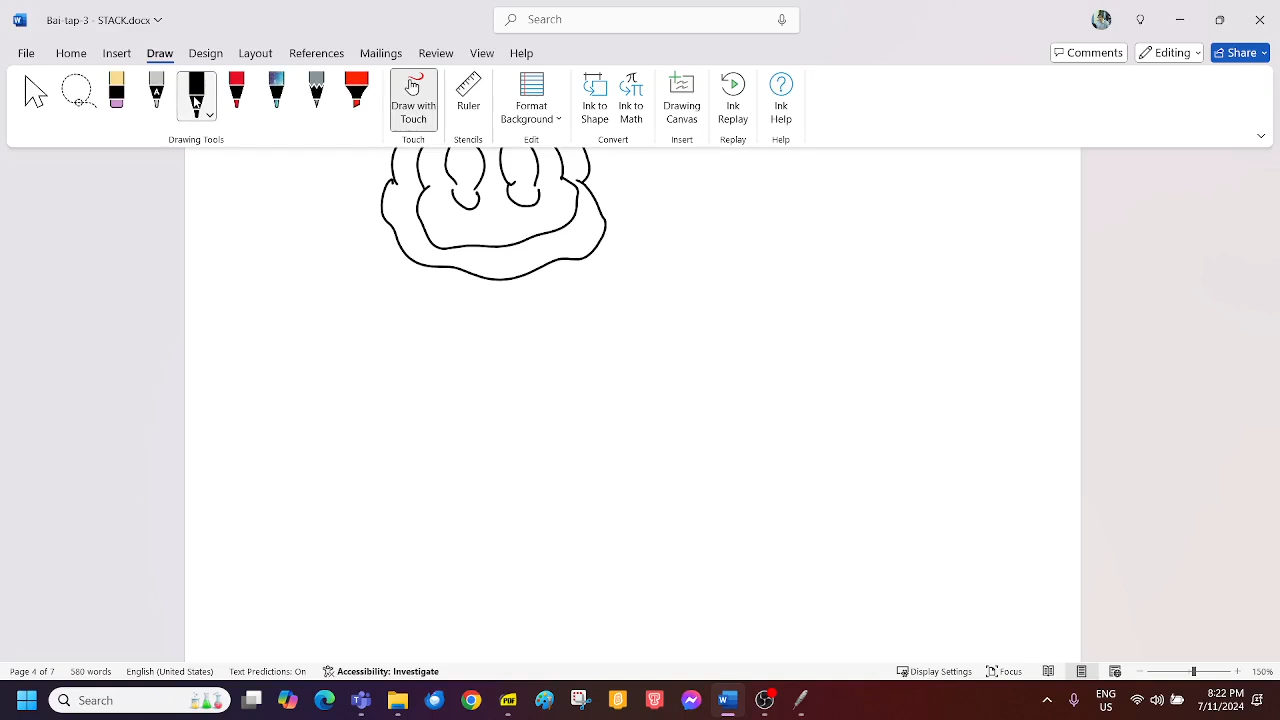 Bai-tap-3 - STACK.docx
Search
File Home Insert Draw Design Layout References Mailings Review View Help
Comments Editing Share
Draw with Touch
Ruler
Format Background
Ink to Shape
Ink to Math
Drawing Canvas
Ink Replay
Ink Help
Drawing Tools Touch Stencils Edit Convert Insert Replay Help
Page 4 of 7 580 words English (United States) Text Predictions: On Accessibility: Investigate Display Settings Focus 150%
Search
PDF
ENG
US
8:22 PM
7/11/2024